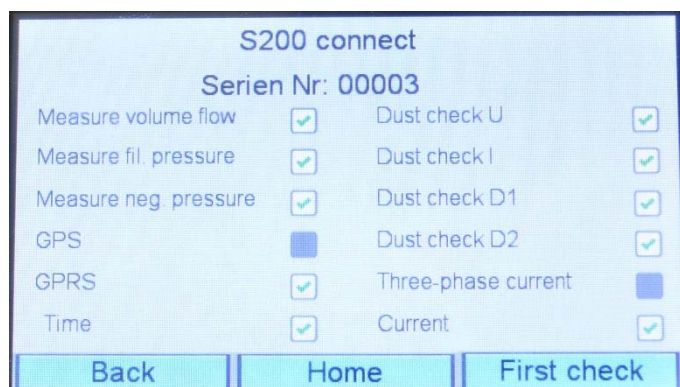 S200 connect
Serien Nr: 00003
Measure volume flow
Dust check U
Measure fil. pressure
Dust check I
Measure neg. pressure
Dust check D1
GPS
Dust check D2
GPRS
Three-phase current
Time
Current
Back
Home
First check